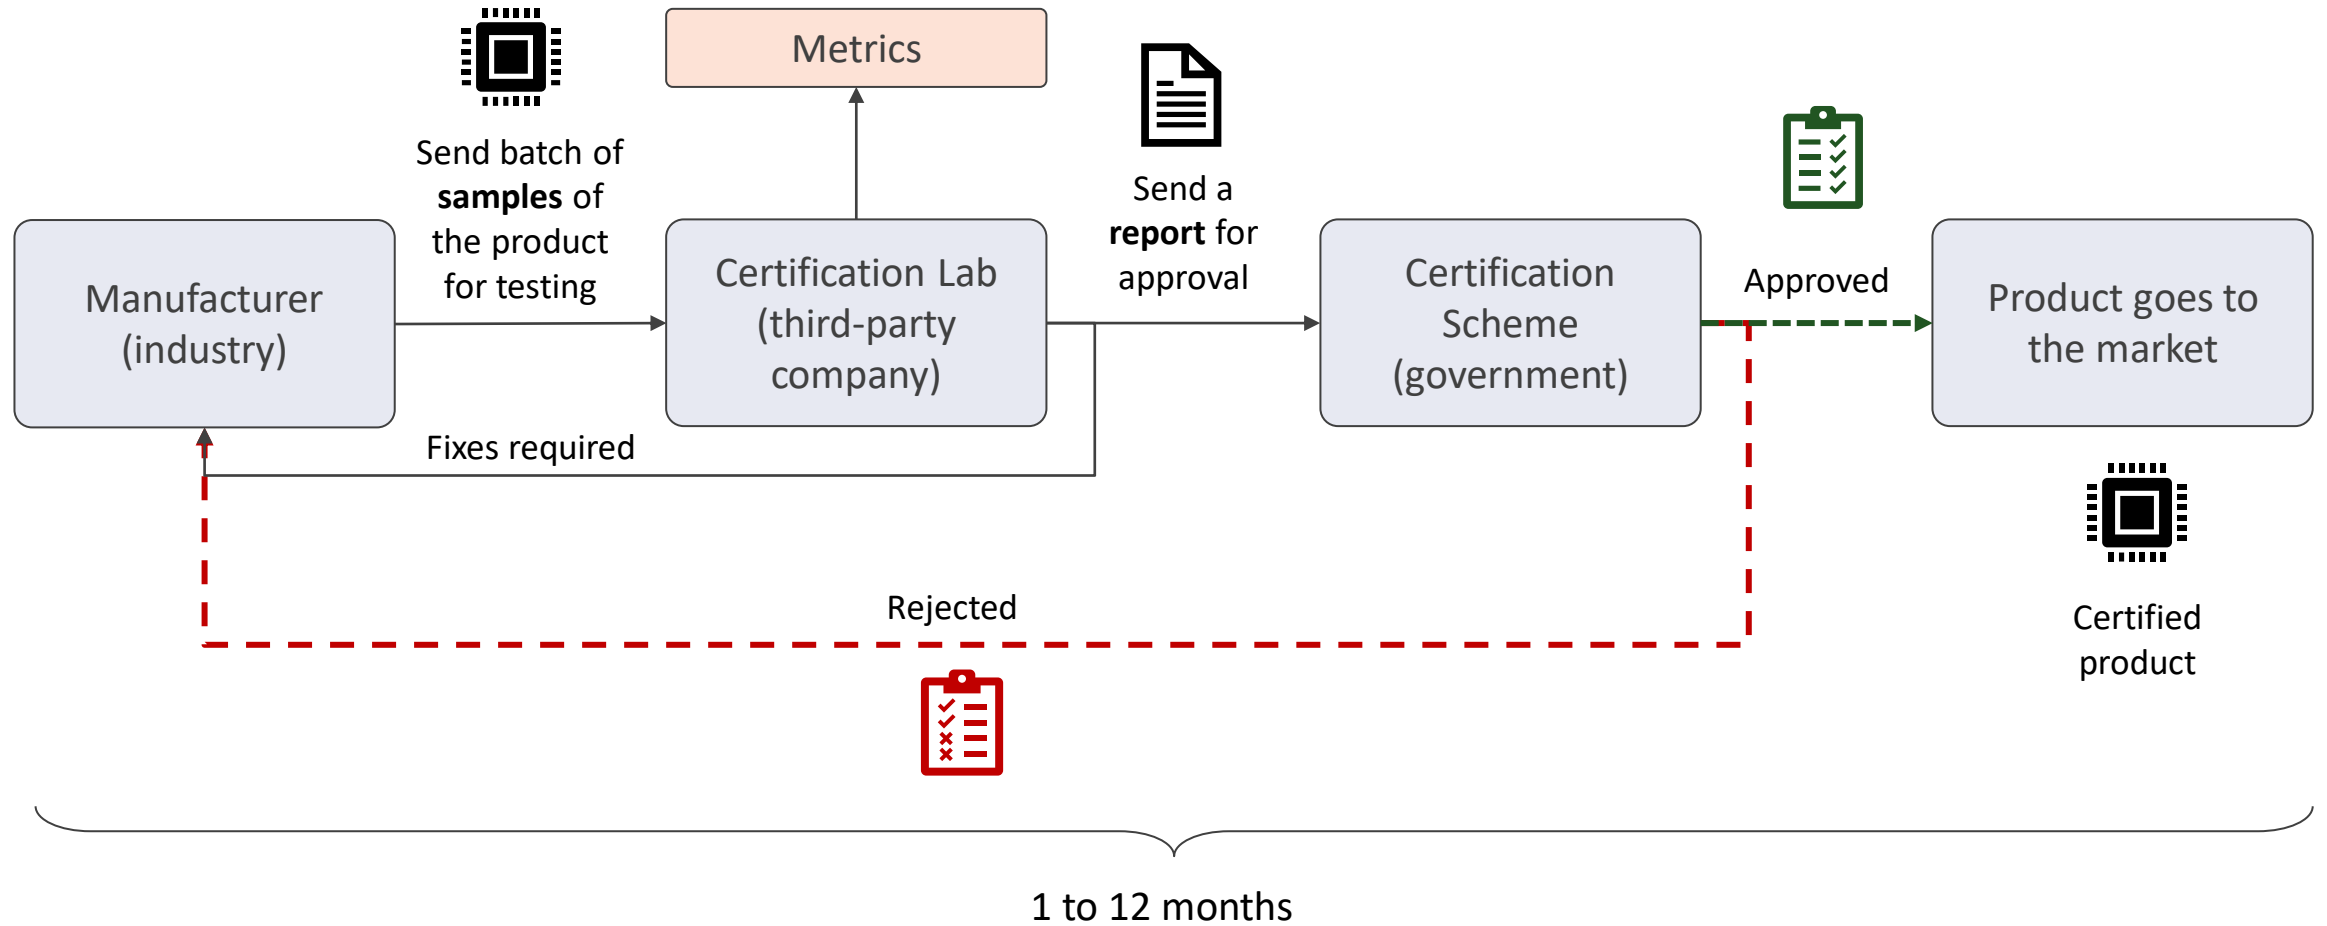 Metrics
Send batch of
samples of
the product
for testing
Send a
report for
approval
Manufacturer
(industry)
Certification Lab
(third-party
company)
Certification
Scheme
(government)
Approved
Product goes to
the market
Fixes required
Rejected
Certified
product
1 to 12 months